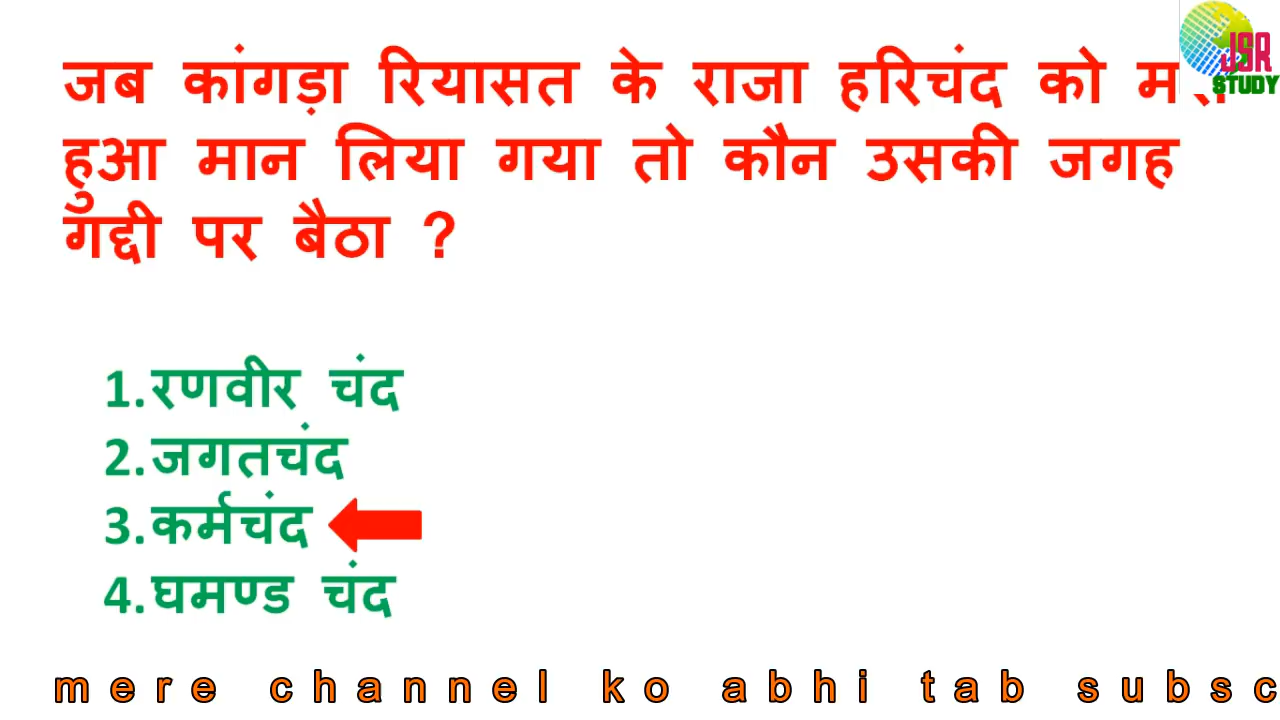 जब कांगड़ा रियासत के राजा हरिचंद को
हुआ मान लिया गया तो कौन उसकी जगह
गद्दी पर बैठा ?
1.रणवीर चंद
2.जगतचंद
3.कर्मचंद
4.घमण्ड चंद
JSR
STUDY
mere channel ko abhi tab subsc